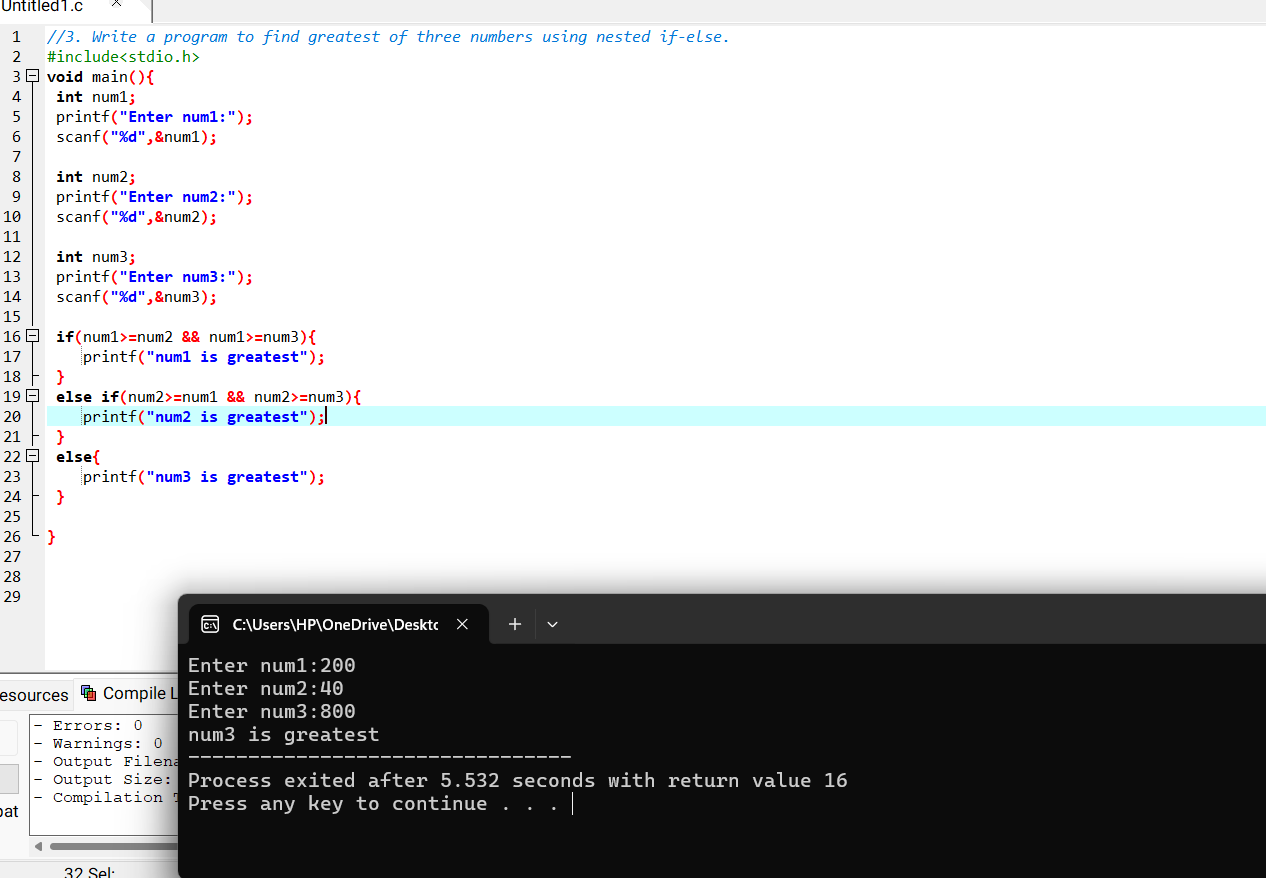 Untitled1.c
1 //3. Write a program to find greatest of three numbers using nested if-else.
2 #include<stdio.h>
3 void main(){
4 int num1;
5 printf("Enter num1:");
6 scanf("%d",&num1);
7
8 int num2;
9 printf("Enter num2:");
10 scanf("%d",&num2);
11
12 int num3;
13 printf("Enter num3:");
14 scanf("%d",&num3);
15
16 if(num1>=num2 && num1>=num3){
17 printf("num1 is greatest");
18 }
19 else if(num2>=num1 && num2>=num3){
20 printf("num2 is greatest");
21 }
22 else{
23 printf("num3 is greatest");
24 }
25
26 }
27
28
29
C:\Users\HP\OneDrive\Deskto
Enter num1:200
Enter num2:40
Enter num3:800
num3 is greatest
--------------------------------
Process exited after 5.532 seconds with return value 16
Press any key to continue . . .
esources
Compile L
- Errors: 0
- Warnings: 0
- Output Filena
- Output Size:
- Compilation T
pat
32 Sel: